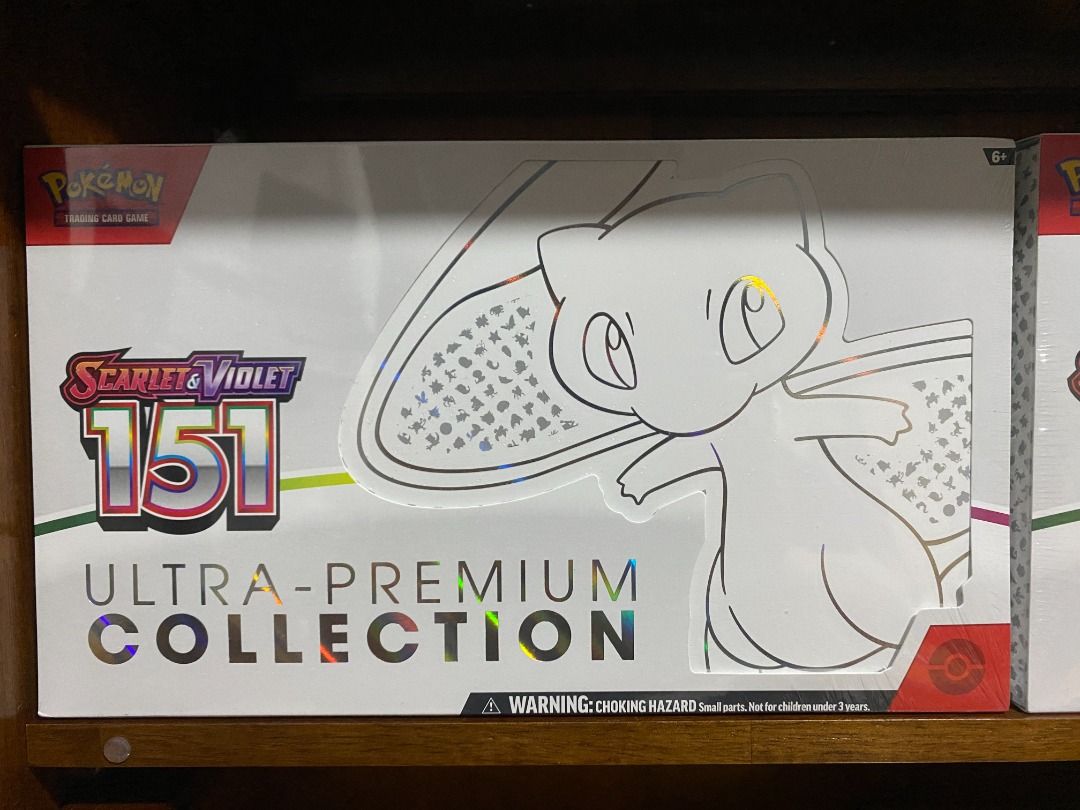 POKéMON
TRADING CARD GAME
6+
SCARLET & VIOLET
151
ULTRA-PREMIUM
COLLECTION
WARNING: CHOKING HAZARD Small parts. Not for children under 3 years.